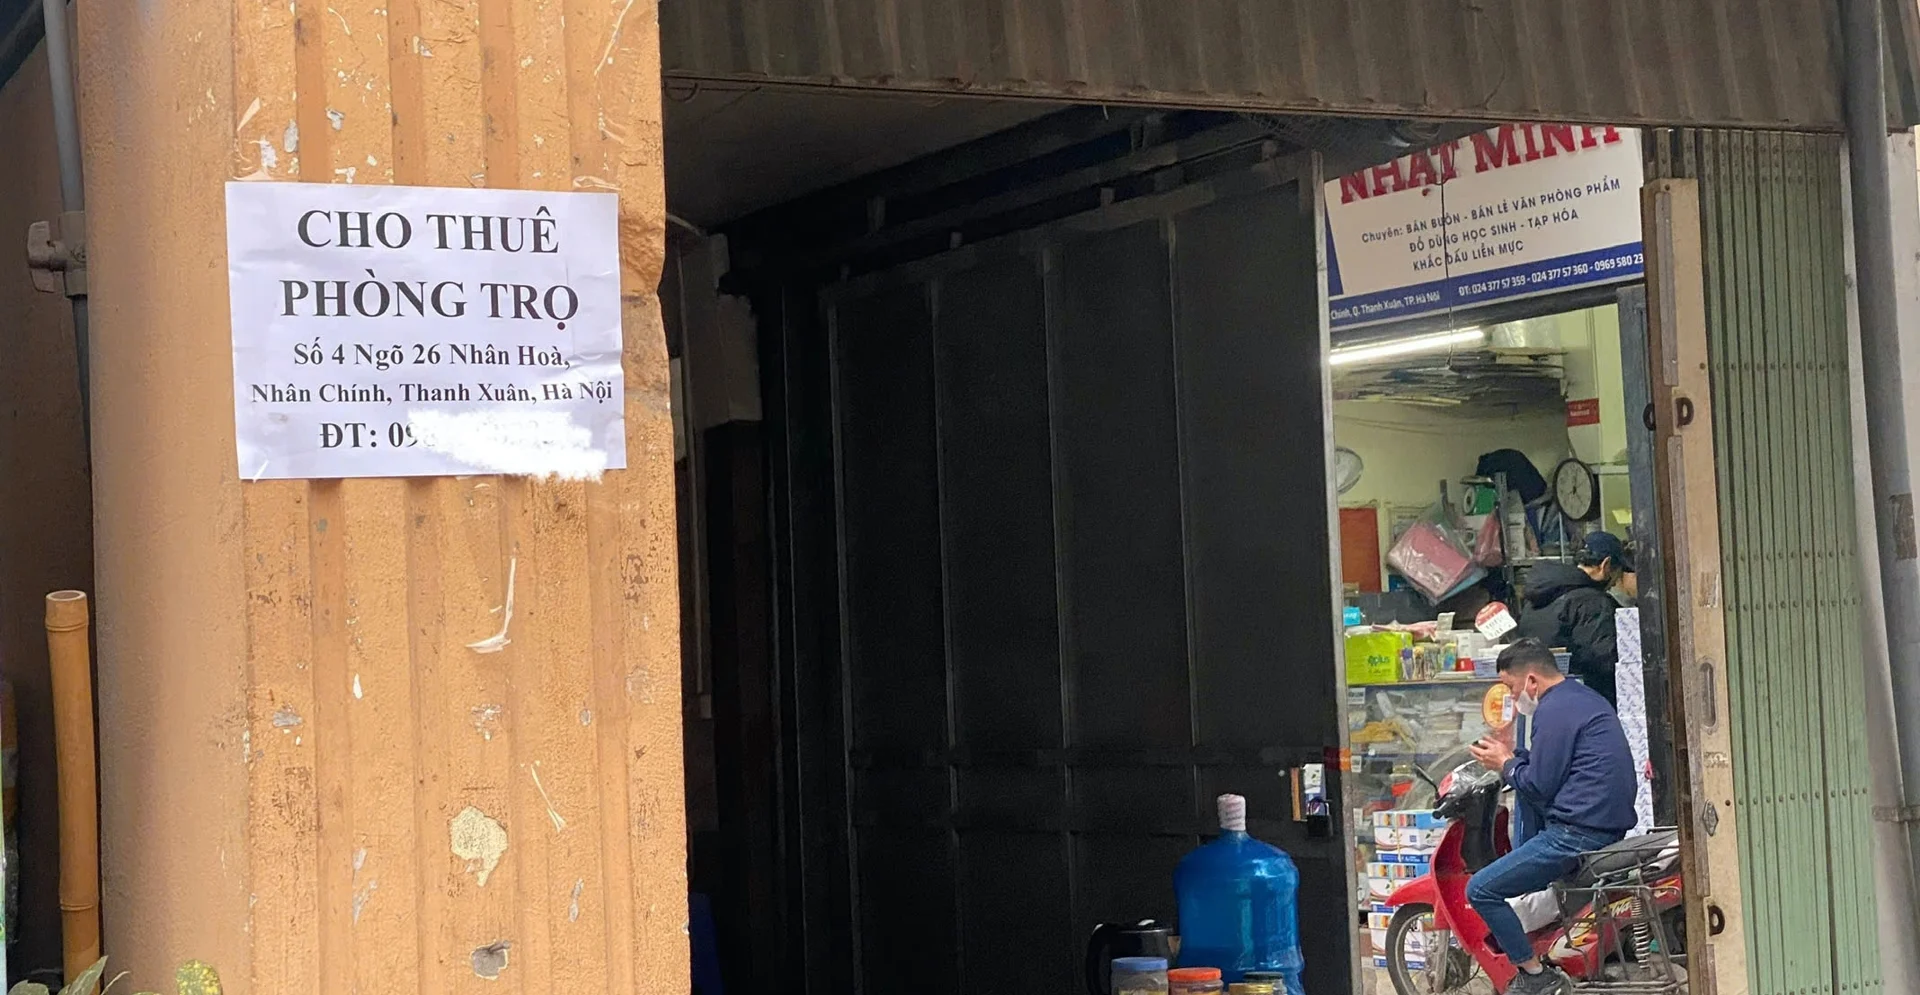 CHO THUÊ
PHÒNG TRỌ
Số 4 Ngõ 26 Nhân Hoà,
Nhân Chính, Thanh Xuân, Hà Nội
ĐT: 09
NHẬT MINH
Chuyên: BÁN BUÔN - BÁN LẺ VĂN PHÒNG PHẨM
ĐỒ DÙNG HỌC SINH - TẠP HÓA
KHẮC DẤU LIỀN MỰC
Chính, Q. Thanh Xuân, TP. Hà Nội ĐT: 024 377 57 359 - 024 377 57 360 - 0969 580 23
plus